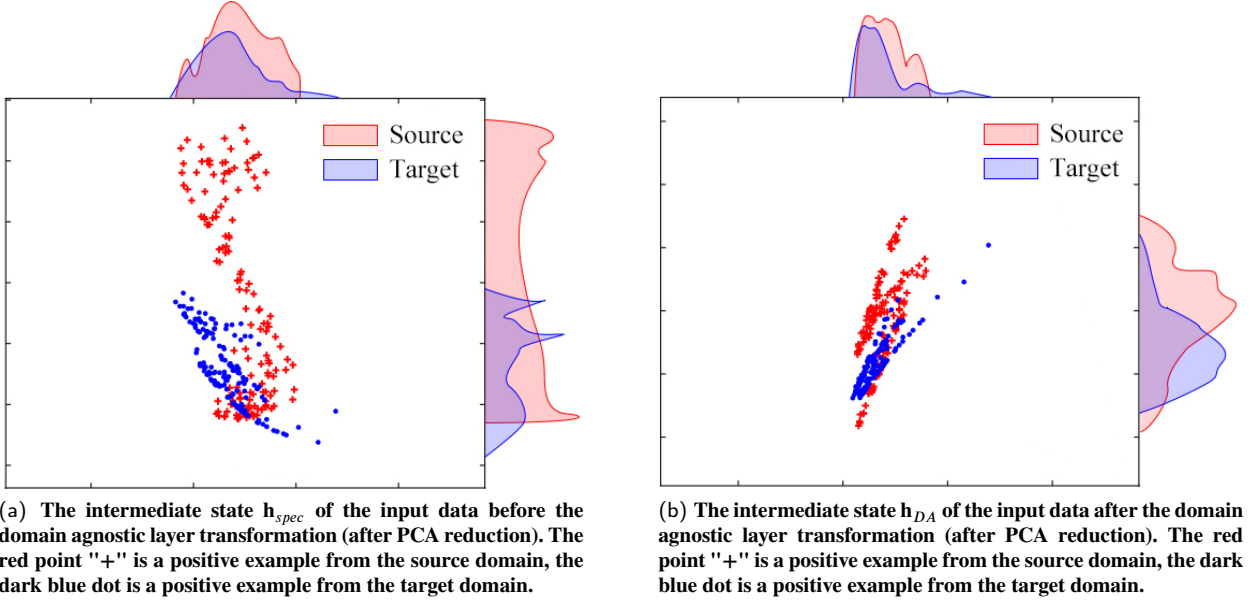 Source
Target
Source
Target
(a) The intermediate state h_spec of the input data before the
domain agnostic layer transformation (after PCA reduction). The
red point "+" is a positive example from the source domain, the
dark blue dot is a positive example from the target domain.
(b) The intermediate state h_DA of the input data after the domain
agnostic layer transformation (after PCA reduction). The red
point "+" is a positive example from the source domain, the dark
blue dot is a positive example from the target domain.